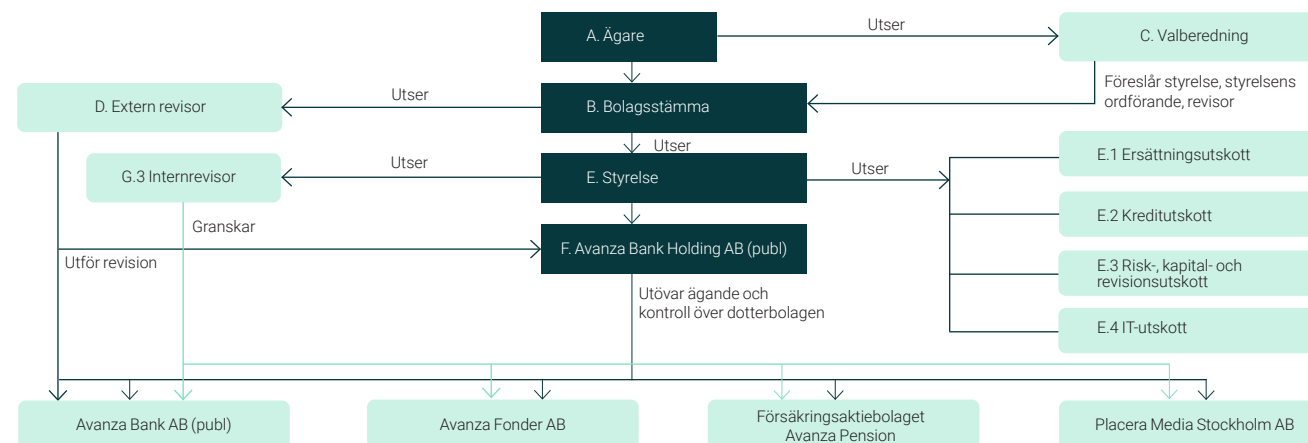 A. Ägare
Utser
C. Valberedning
Föreslår styrelse, styrelsens
ordförande, revisor
D. Extern revisor
Utser
B. Bolagsstämma
Utser
G.3 Internrevisor
Utser
E. Styrelse
Utser
E.1 Ersättningsutskott
E.2 Kreditutskott
E.3 Risk-, kapital- och
revisionsutskott
E.4 IT-utskott
Granskar
Utför revision
F. Avanza Bank Holding AB (publ)
Utövar ägande och
kontroll över dotterbolagen
Avanza Bank AB (publ)
Avanza Fonder AB
Försäkringsaktiebolaget
Avanza Pension
Placera Media Stockholm AB